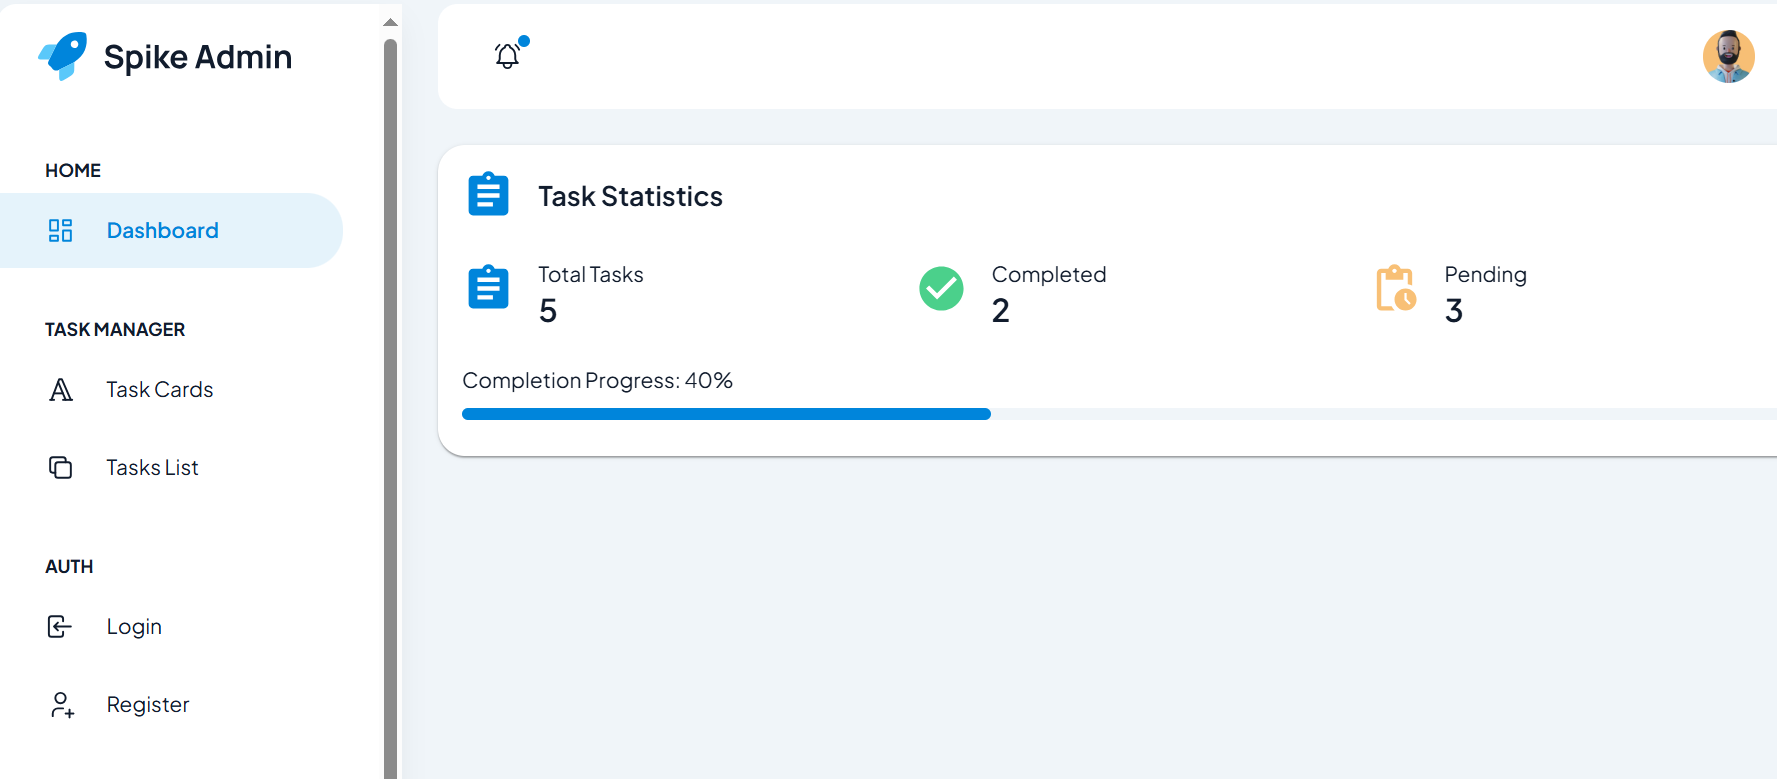 Spike Admin
HOME
Dashboard
TASK MANAGER
Task Cards
Tasks List
AUTH
Login
Register
Task Statistics
Total Tasks
5
Completed
2
Pending
3
Completion Progress: 40%